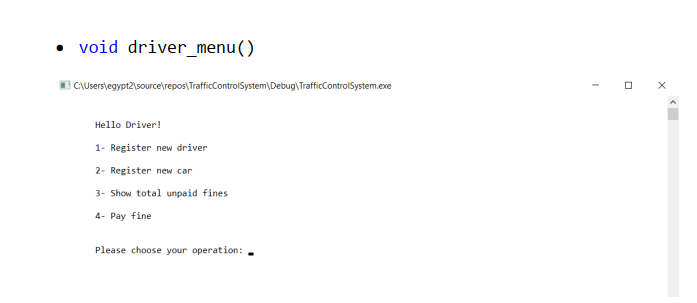 • void driver_menu()
C:\Users\egypt2\source\repos\TrafficControlSystem\Debug\TrafficControlSystem.exe
Hello Driver!
1- Register new driver
2- Register new car
3- Show total unpaid fines
4- Pay fine
Please choose your operation: